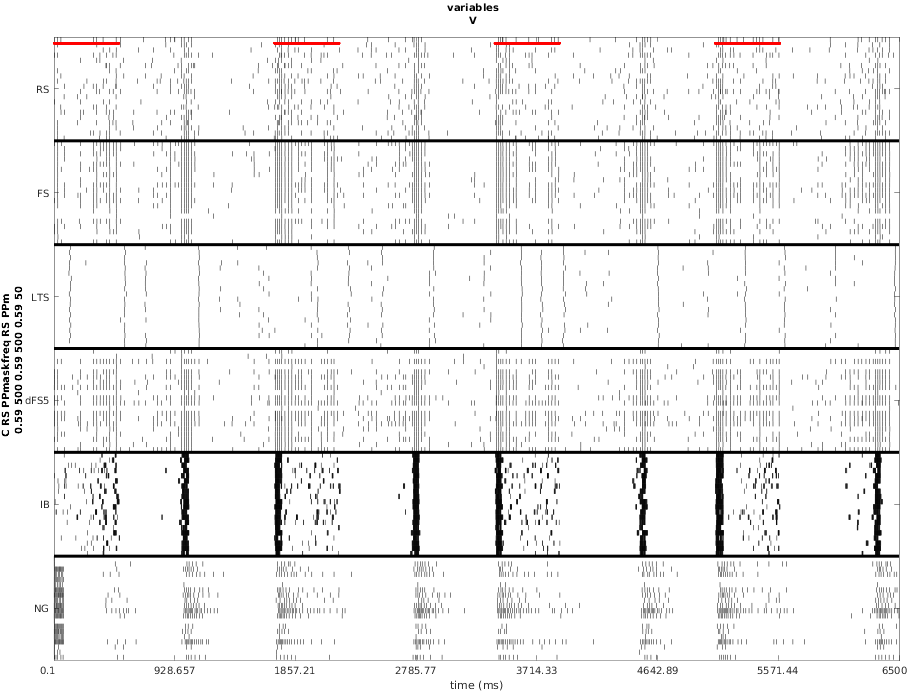 variables
V
RS
FS
LTS
dFS5
IB
NG
C RS PPmaskfreq RS PPm
0.59 500 0.59 500 0.59 50
0.1 928.657 1857.21 2785.77 3714.33 4642.89 5571.44 6500
time (ms)